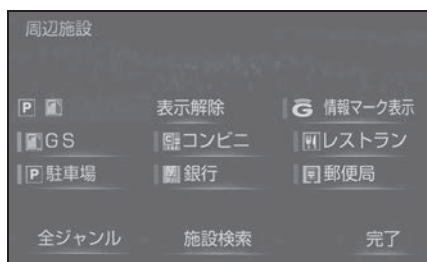 周辺施設
P
表示解除
G 情報マーク表示
GS
コンビニ
レストラン
P 駐車場
銀行
郵便局
全ジャンル
施設検索
完了